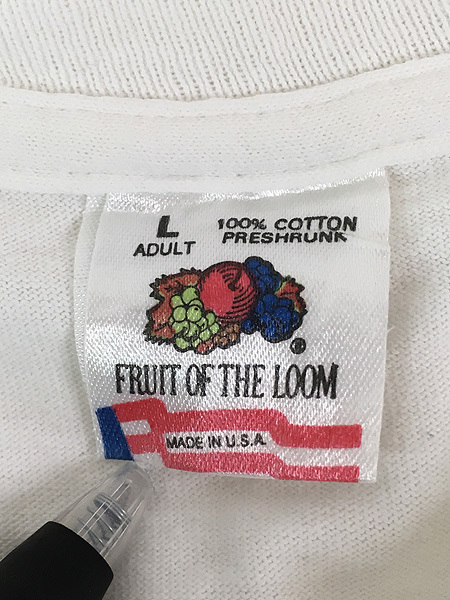 L 100% COTTON
ADULT PRESHRUNK
®
FRUIT OF THE LOOM
MADE IN U.S.A.